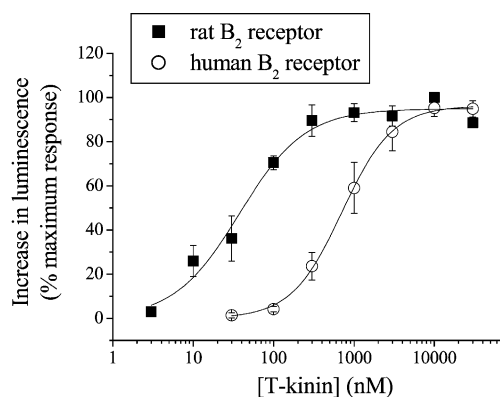 rat B₂ receptor
human B₂ receptor
Increase in luminescence
(% maximum response)
120
100
80
60
40
20
0
1
10
100
1000
10000
[T-kinin] (nM)